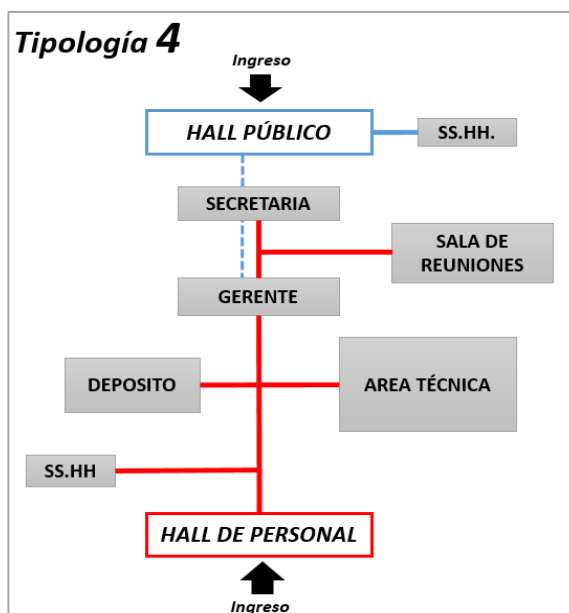 Tipología 4
Ingreso
HALL PÚBLICO
SS.HH.
SECRETARIA
SALA DE
REUNIONES
GERENTE
DEPOSITO
AREA TÉCNICA
SS.HH
HALL DE PERSONAL
Ingreso